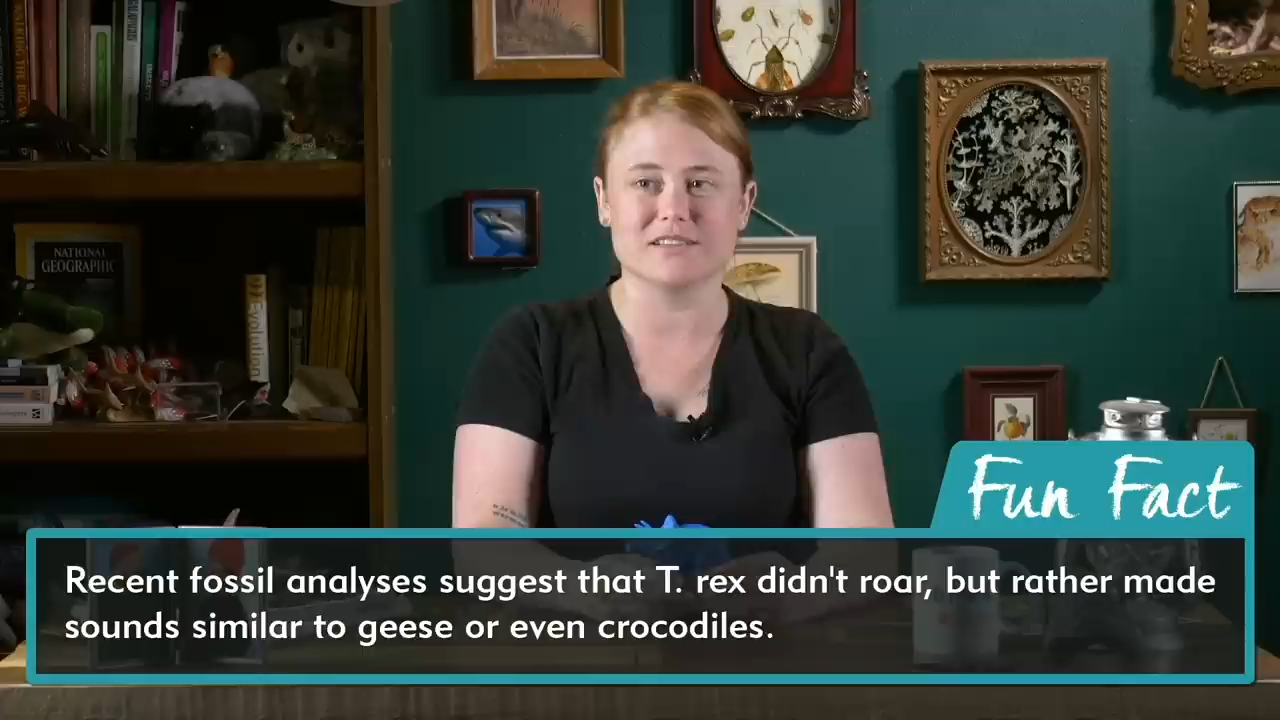 NATIONAL
GEOGRAPHIC
Evolution
Fun Fact
Recent fossil analyses suggest that T. rex didn't roar, but rather made
sounds similar to geese or even crocodiles.